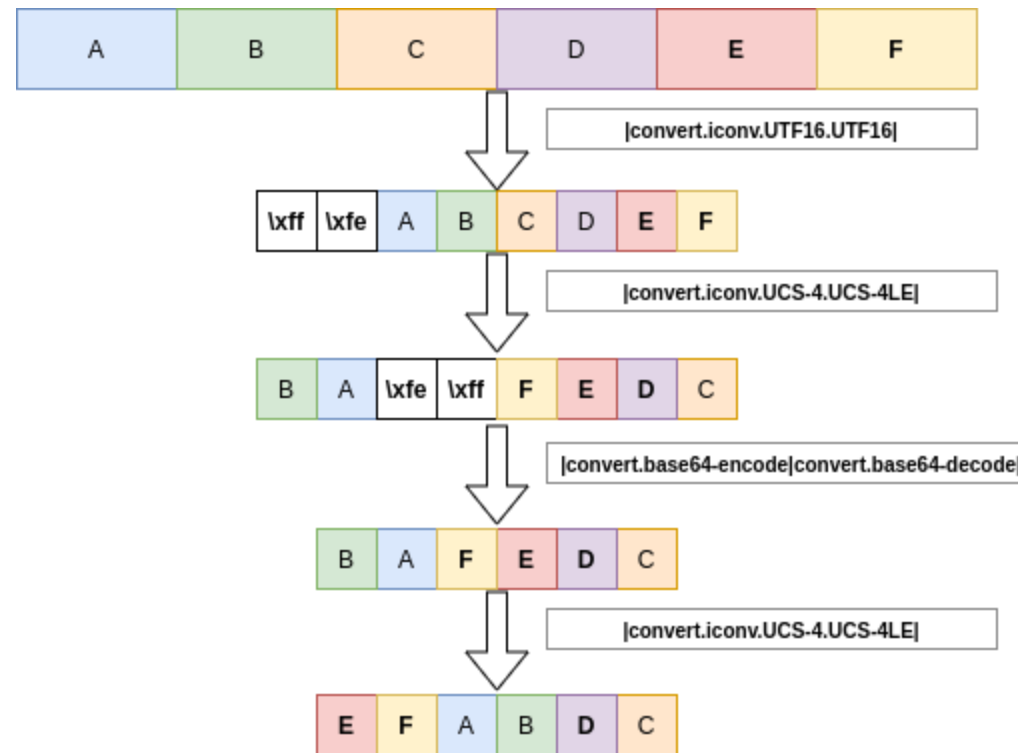 A B C D E F
|convert.iconv.UTF16.UTF16|
\xff \xfe A B C D E F
|convert.iconv.UCS-4.UCS-4LE|
B A \xfe \xff F E D C
|convert.base64-encode|convert.base64-decode|
B A F E D C
|convert.iconv.UCS-4.UCS-4LE|
E F A B D C